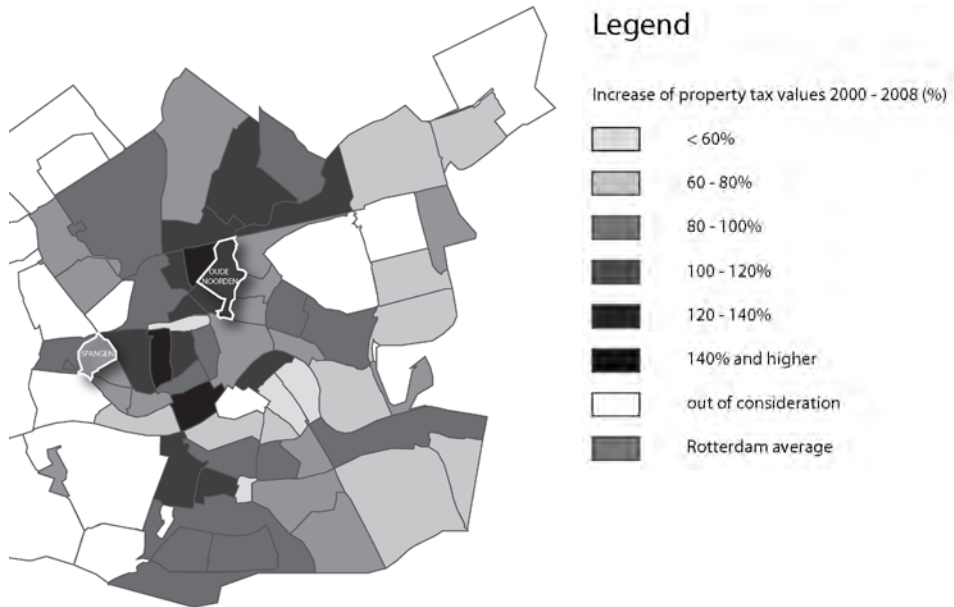 Legend
Increase of property tax values 2000 - 2008 (%)
< 60%
60 - 80%
80 - 100%
100 - 120%
120 - 140%
140% and higher
out of consideration
Rotterdam average
OUDE
NOORDEN
SPANGEN